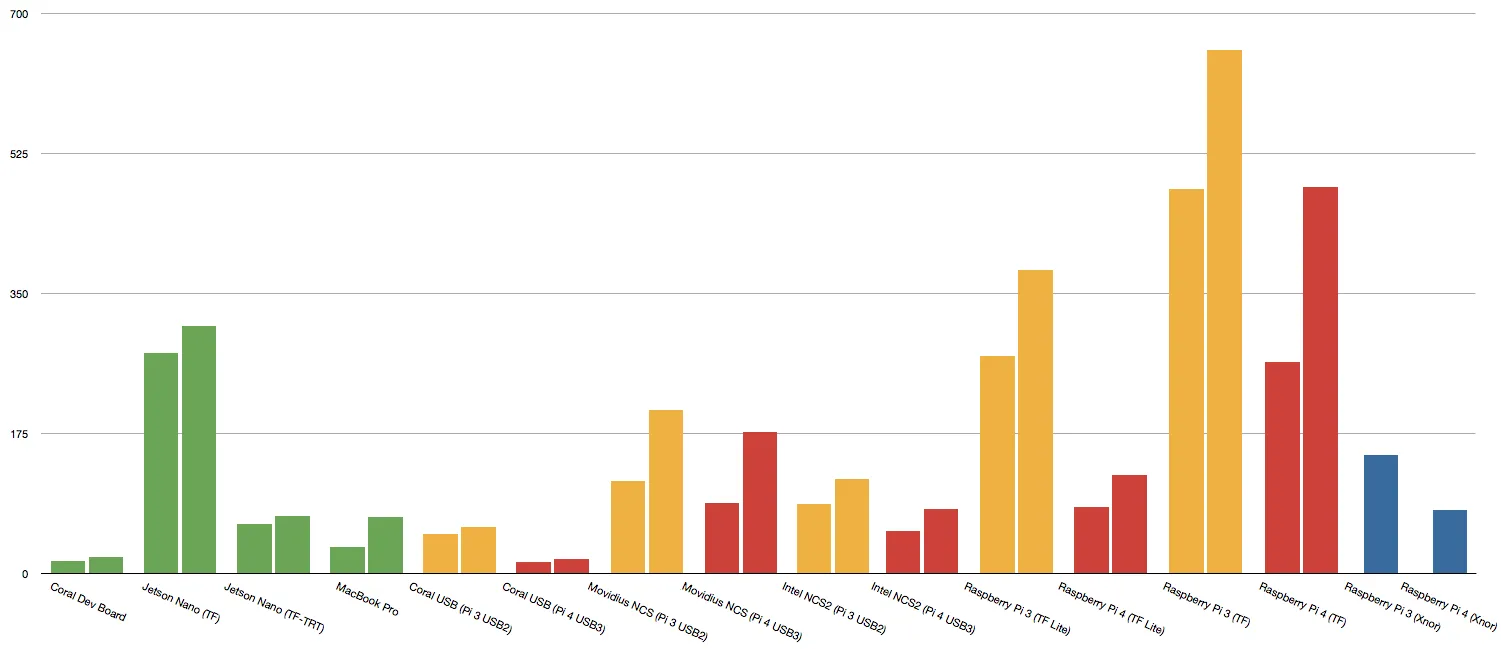 700
525
350
175
0
Coral Dev Board
Jetson Nano (TF)
Jetson Nano (TF-TRT)
MacBook Pro
Coral USB (Pi 3 USB2)
Coral USB (Pi 4 USB3)
Movidius NCS (Pi 3 USB2)
Movidius NCS (Pi 4 USB3)
Intel NCS2 (Pi 3 USB2)
Intel NCS2 (Pi 4 USB3)
Raspberry Pi 3 (TF Lite)
Raspberry Pi 4 (TF Lite)
Raspberry Pi 3 (TF)
Raspberry Pi 4 (TF)
Raspberry Pi 3 (Xnor)
Raspberry Pi 4 (Xnor)